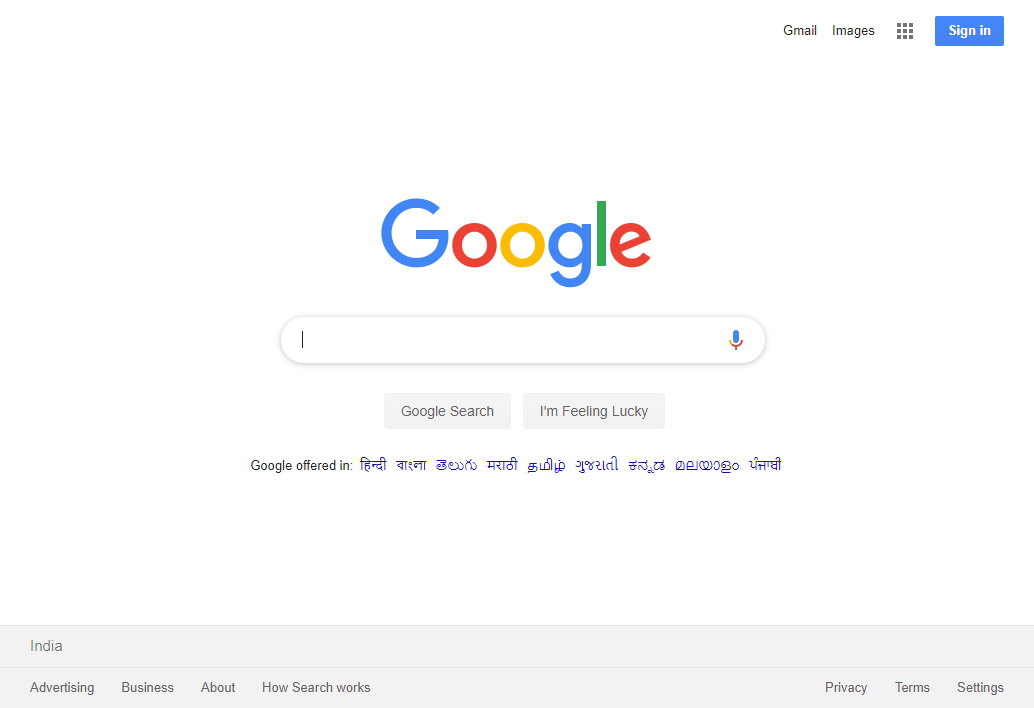 Gmail Images Sign in
Google
Google Search I'm Feeling Lucky
Google offered in: हिन्दी বাংলা తెలుగు मराठी தமிழ் ગુજરાતી ಕನ್ನಡ മലയാളം ਪੰਜਾਬੀ
India
Advertising Business About How Search works Privacy Terms Settings